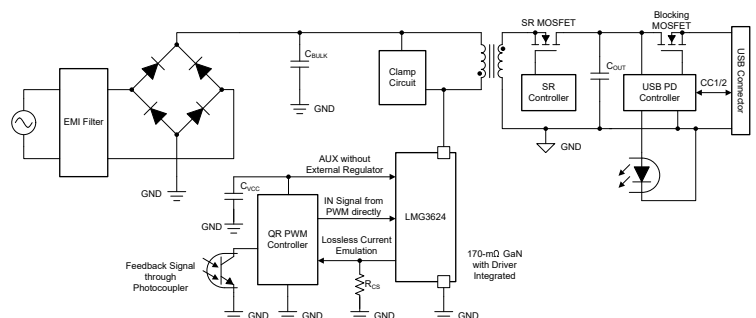 SR MOSFET
Blocking
MOSFET
EMI Filter
CBULK
GND
Clamp
Circuit
SR
Controller
COUT
USB PD
Controller
CC1/2
USB Connector
GND
GND
CVCC
GND
AUX without
External Regulator
IN Signal from
PWM directly
Lossless Current
Emulation
QR PWM
Controller
LMG3624
170-mΩ GaN
with Driver
Integrated
Feedback Signal
through
Photocoupler
RCS
GND
GND
GND
GND